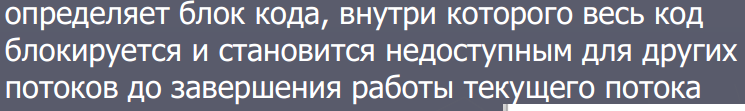 определяет блок кода, внутри которого весь код
блокируется и становится недоступным для других
потоков до завершения работы текущего потока